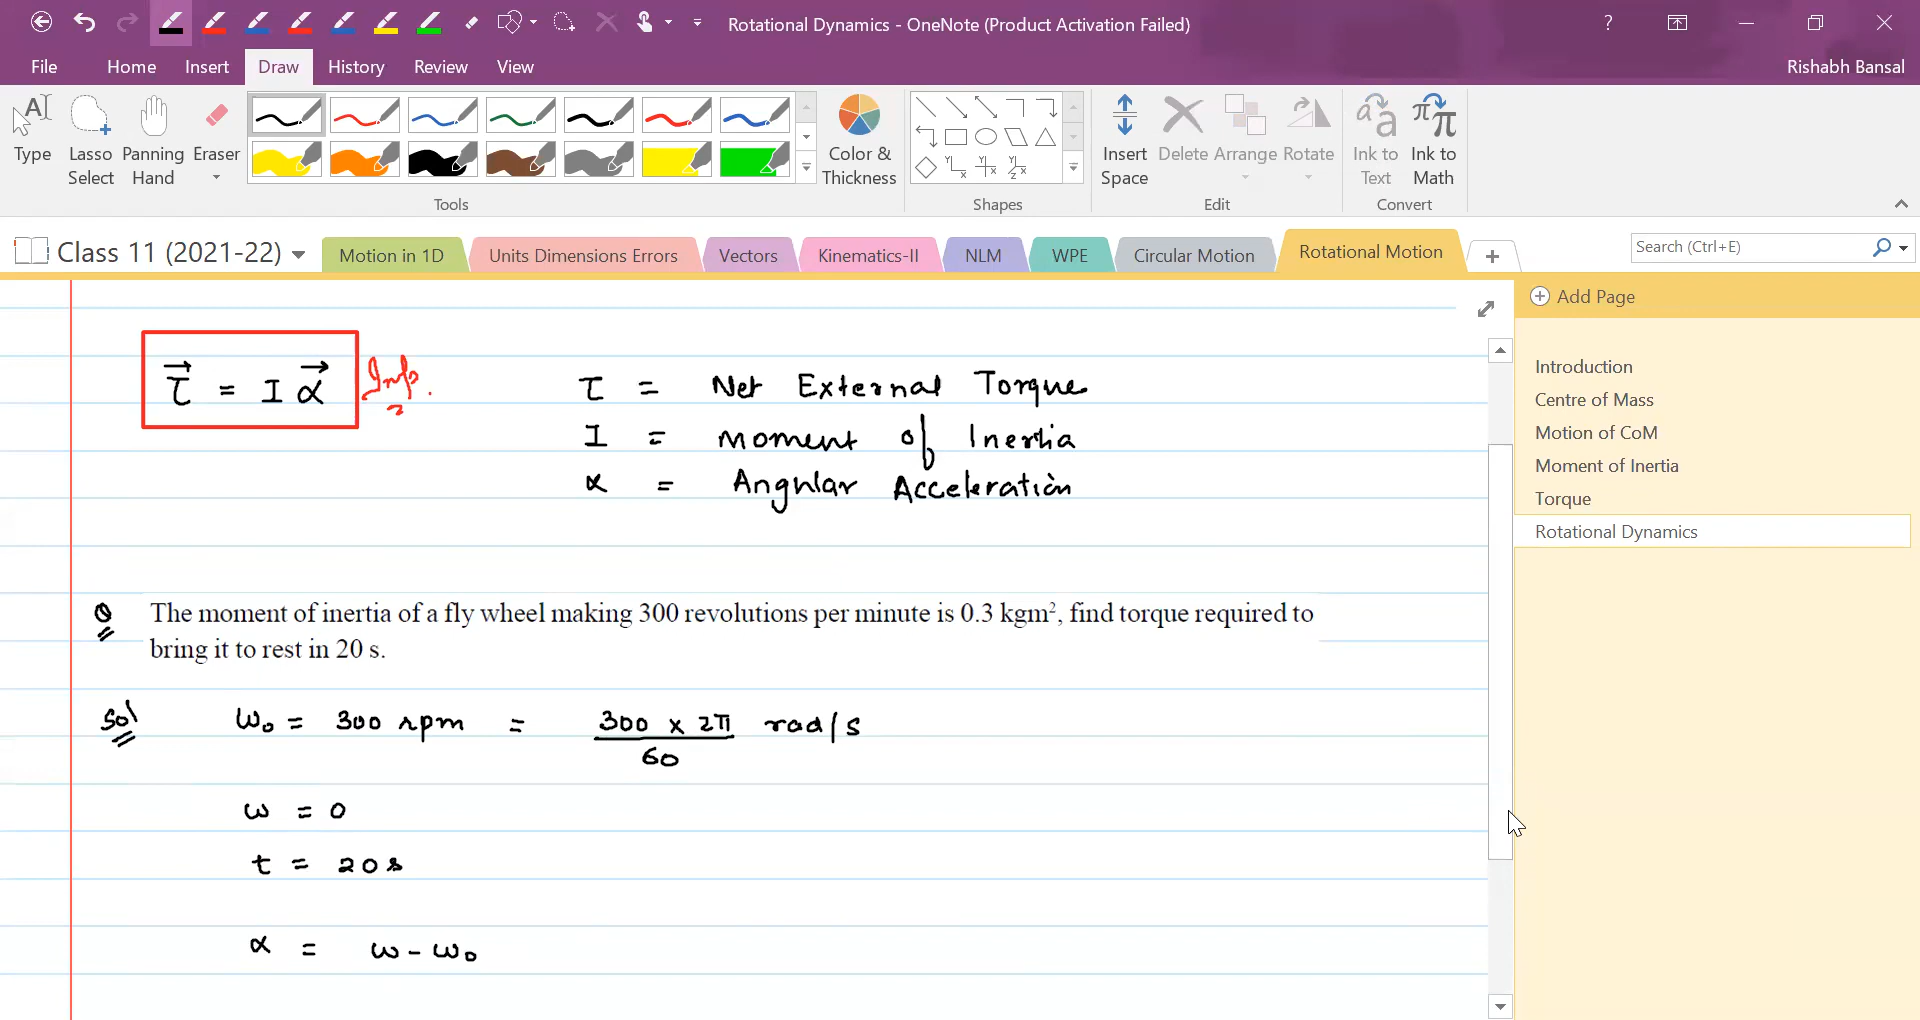 Rotational Dynamics - OneNote (Product Activation Failed)
?
File Home Insert Draw History Review View
Rishabh Bansal
Type
Lasso Select
Panning Hand
Eraser
Color & Thickness
Insert Space
Delete
Arrange
Rotate
Ink to Text
Ink to Math
Tools
Shapes
Edit
Convert
Class 11 (2021-22)
Motion in 1D
Units Dimensions Errors
Vectors
Kinematics-II
NLM
WPE
Circular Motion
Rotational Motion
Search (Ctrl+E)
Add Page
Introduction
Centre of Mass
Motion of CoM
Moment of Inertia
Torque
Rotational Dynamics
τ⃗ = I α⃗ Imp.
τ = Net External Torque
I = Moment of Inertia
α = Angular Acceleration
Q The moment of inertia of a fly wheel making 300 revolutions per minute is 0.3 kgm², find torque required to
bring it to rest in 20 s.
Sol ω₀ = 300 rpm = 300 × 2π / 60 rad/s
ω = 0
t = 20 s
α = ω - ω₀